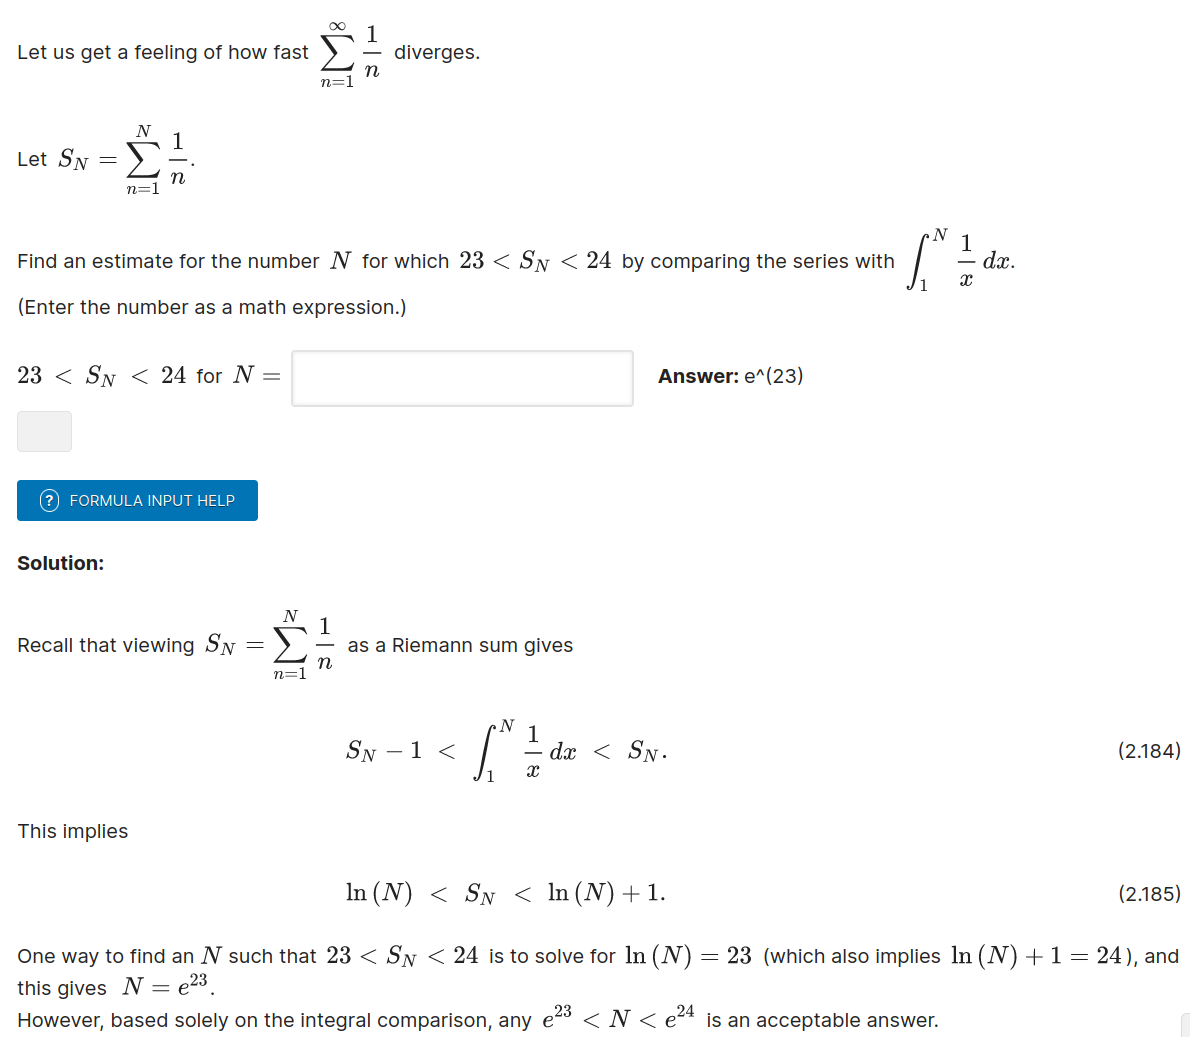 Let us get a feeling of how fast $\sum_{n=1}^{\infty} \frac{1}{n}$ diverges.
Let $S_N = \sum_{n=1}^{N} \frac{1}{n}.$
Find an estimate for the number $N$ for which $23 < S_N < 24$ by comparing the series with $\int_1^N \frac{1}{x} \, dx.$
(Enter the number as a math expression.)
$23 < S_N < 24$ for $N =$ Answer: e^(23)
? FORMULA INPUT HELP
Solution:
Recall that viewing $S_N = \sum_{n=1}^{N} \frac{1}{n}$ as a Riemann sum gives
$S_N - 1 < \int_1^N \frac{1}{x} \, dx < S_N.$ (2.184)
This implies
$\ln(N) < S_N < \ln(N) + 1.$ (2.185)
One way to find an $N$ such that $23 < S_N < 24$ is to solve for $\ln(N) = 23$ (which also implies $\ln(N) + 1 = 24$), and
this gives $N = e^{23}.$
However, based solely on the integral comparison, any $e^{23} < N < e^{24}$ is an acceptable answer.